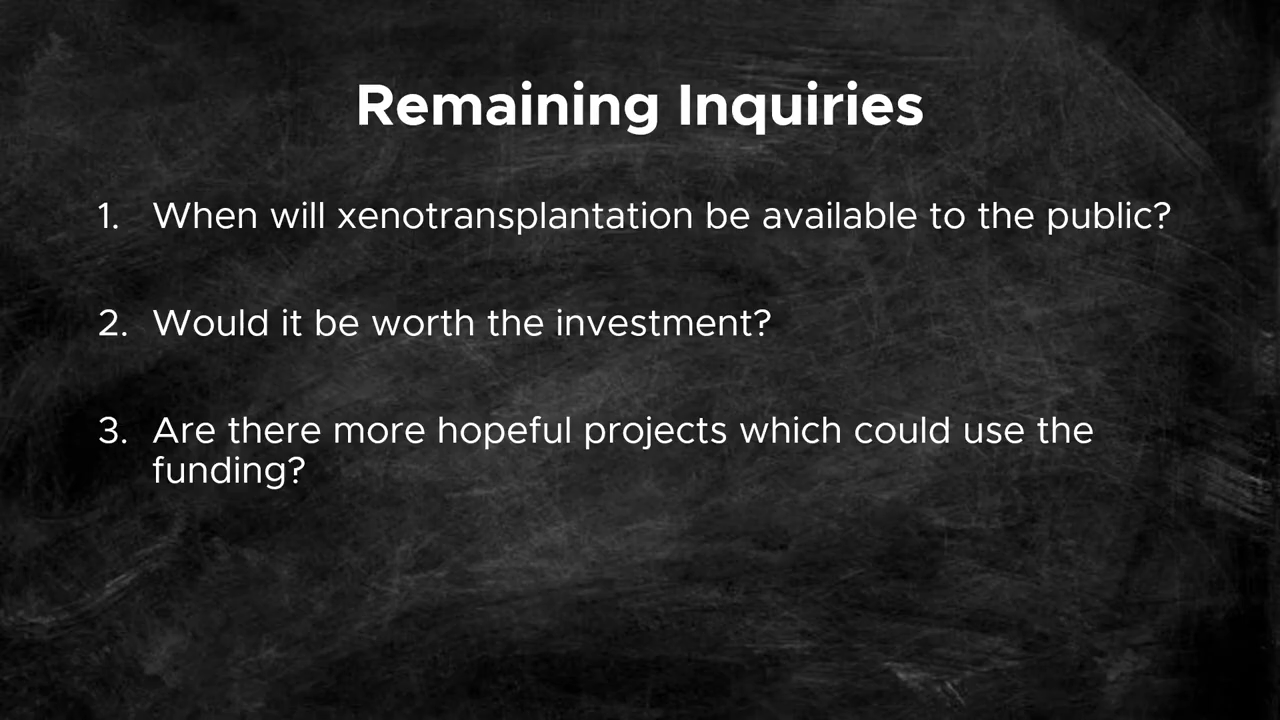 Remaining Inquiries
1. When will xenotransplantation be available to the public?
2. Would it be worth the investment?
3. Are there more hopeful projects which could use the
funding?